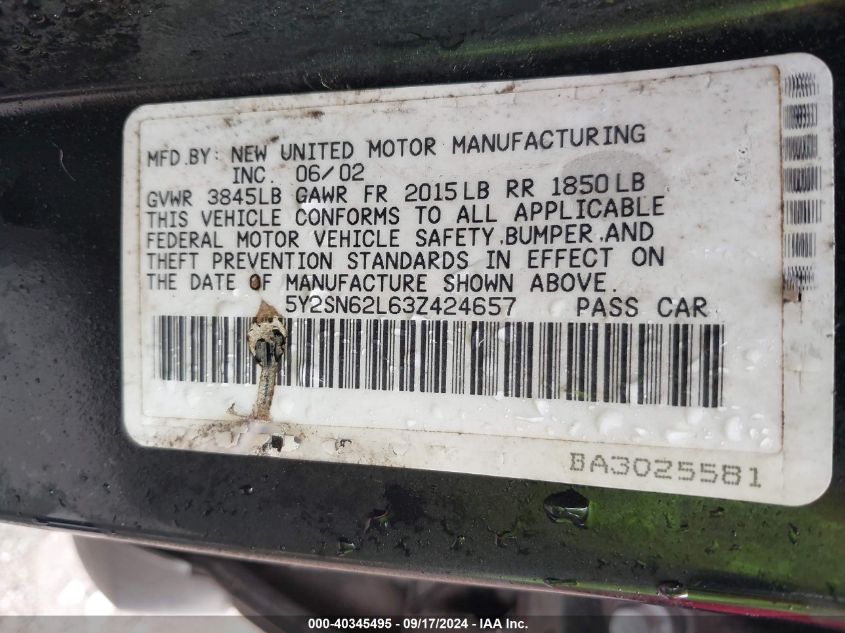 MFD.BY: NEW UNITED MOTOR MANUFACTURING
INC. 06/02
GVWR 3845LB GAWR FR 2015LB RR 1850LB
THIS VEHICLE CONFORMS TO ALL APPLICABLE
FEDERAL MOTOR VEHICLE SAFETY,BUMPER,AND
THEFT PREVENTION STANDARDS IN EFFECT ON
THE DATE OF MANUFACTURE SHOWN ABOVE.
5Y2SN62L63Z424657 PASS CAR
BA3025581
000-40345495 - 09/17/2024 - IAA Inc.